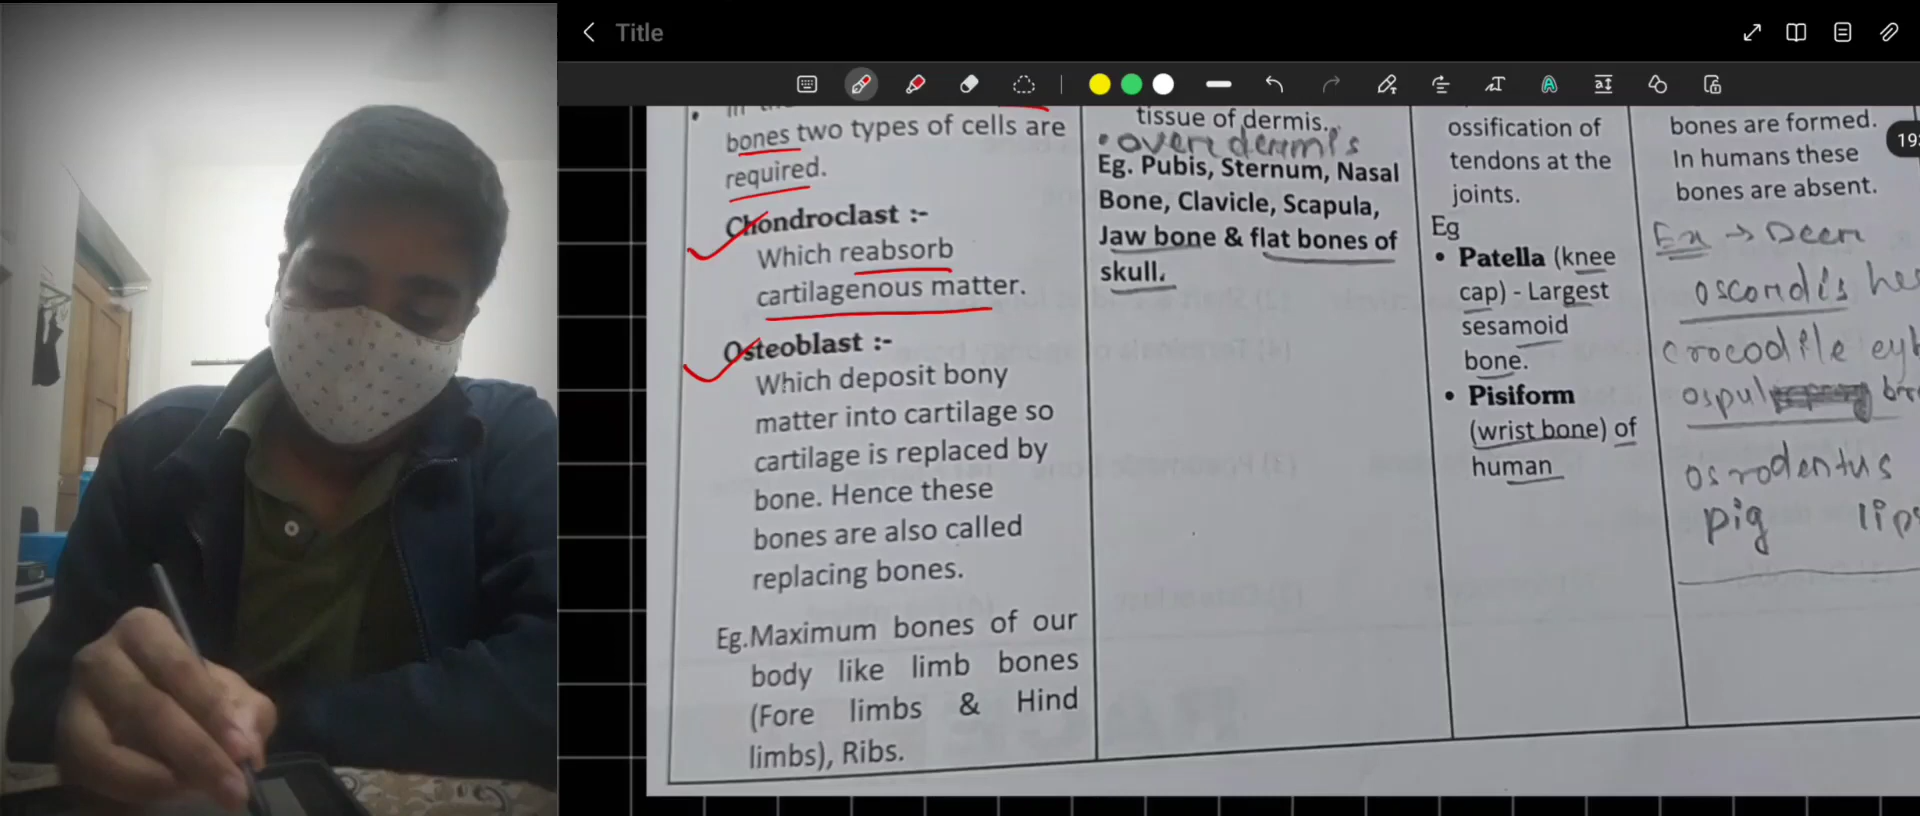 Title
bones two types of cells are
required.
Chondroclast :-
Which reabsorb
cartilagenous matter.
Osteoblast :-
Which deposit bony
matter into cartilage so
cartilage is replaced by
bone. Hence these
bones are also called
replacing bones.
Eg.Maximum bones of our
body like limb bones
(Fore limbs & Hind
limbs), Ribs.
tissue of dermis.
• over dermis
Eg. Pubis, Sternum, Nasal
Bone, Clavicle, Scapula,
Jaw bone & flat bones of
skull.
ossification of
tendons at the
joints.
Eg
• Patella (knee
cap) - Largest
sesamoid
bone.
• Pisiform
(wrist bone) of
human
bones are formed.
In humans these
bones are absent.
Ex → Deer
oscordis
crocodile
osrodentus
pig